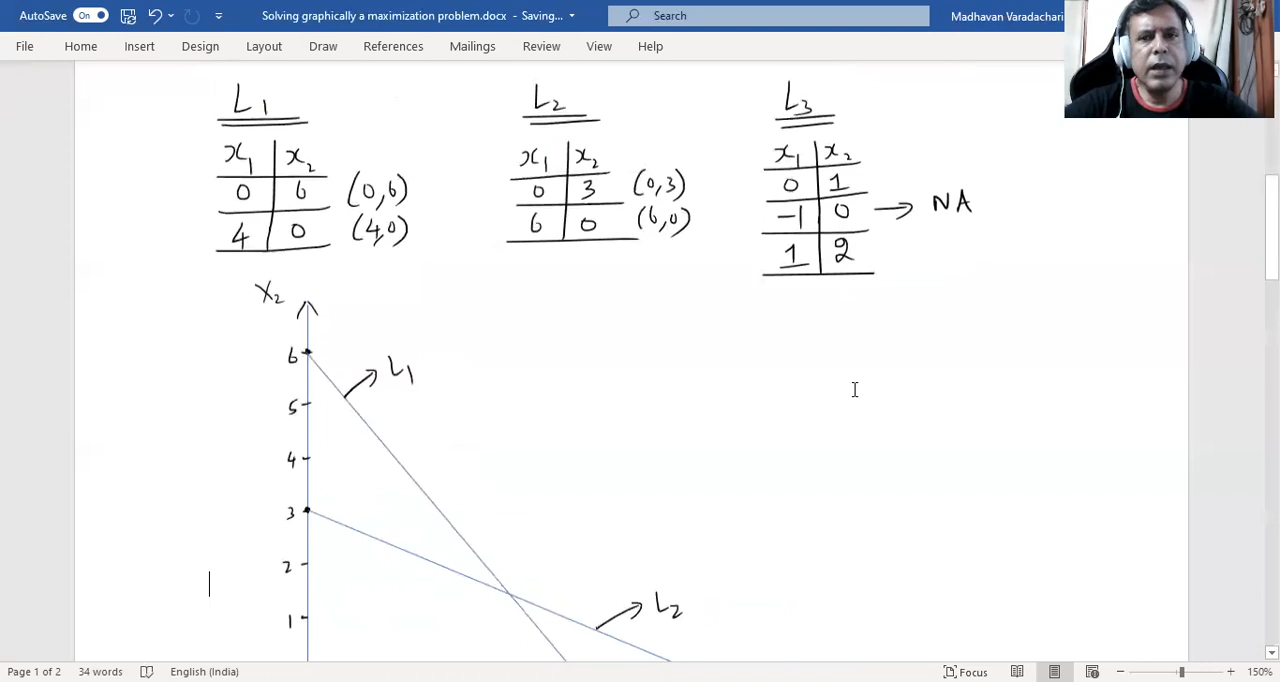 AutoSave On Solving graphically a maximization problem.docx - Saving... Search Madhavan Varadachari
File Home Insert Design Layout Draw References Mailings Review View Help
L1 L2 L3
x1 x2 x1 x2 x1 x2
0 6 (0,6) 0 3 (0,3) 0 1
4 0 (4,0) 6 0 (6,0) -1 0 → NA
1 2
X2
6
L1
5
4
3
2
L2
1
Page 1 of 2 34 words English (India) Focus 150%